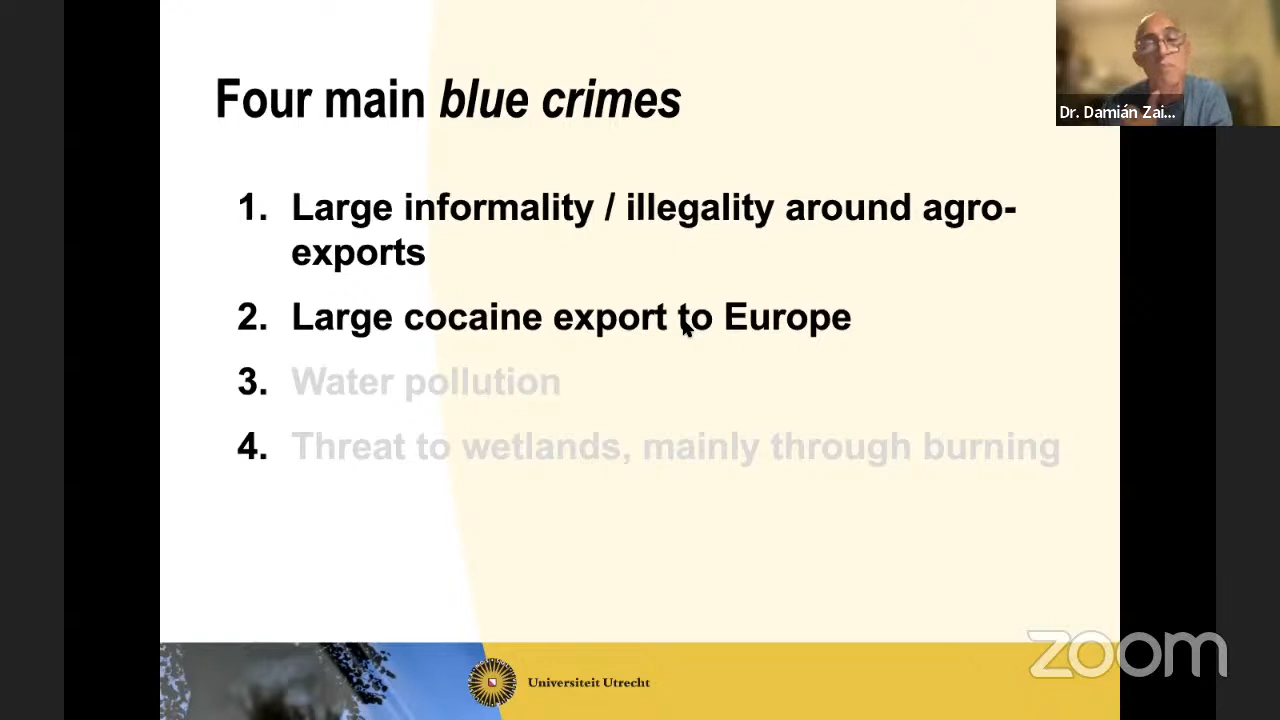 Four main blue crimes
Dr. Damián Zai...
1. Large informality / illegality around agro-
exports
2. Large cocaine export to Europe
3. Water pollution
4. Threat to wetlands, mainly through burning
Universiteit Utrecht
zoom